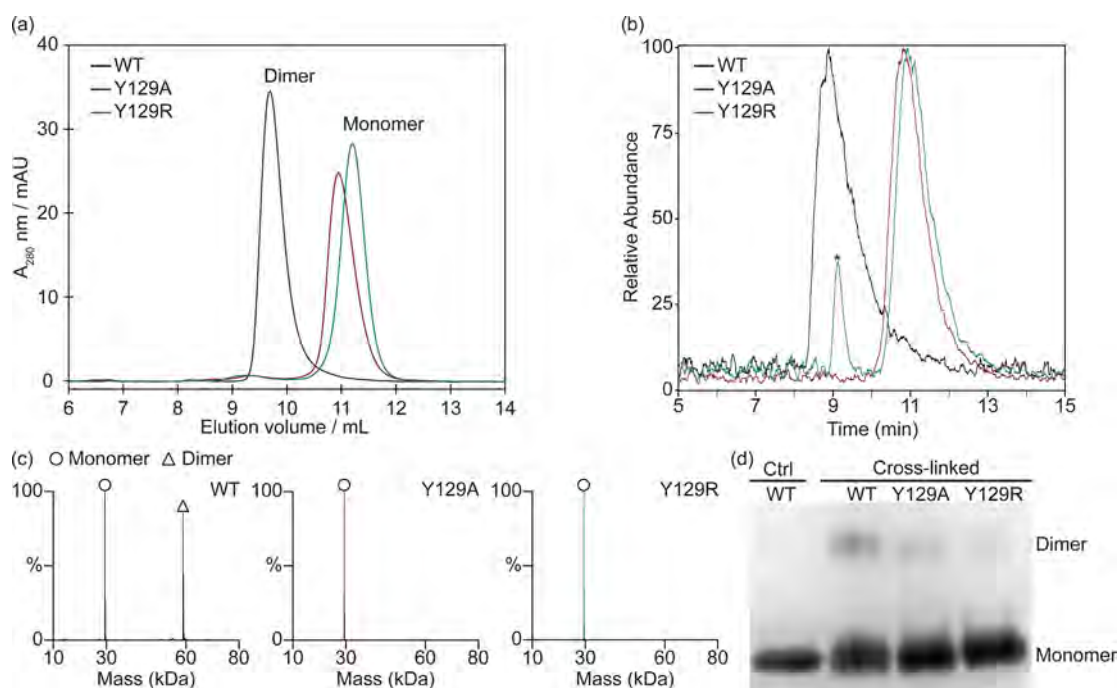 (a)
40
30
20
10
0
A280 nm / mAU
WT
Y129A
Y129R
Dimer
Monomer
6 7 8 9 10 11 12 13 14
Elution volume / mL
(b)
100
75
50
25
0
Relative Abundance
WT
Y129A
Y129R
*
5 7 9 11 13 15
Time (min)
(c) Monomer Dimer
100 WT
%
0
10 30 60 80
Mass (kDa)
100 Y129A
%
0
10 30 60 80
Mass (kDa)
100 Y129R
%
0
10 30 60 80
Mass (kDa)
(d)
Ctrl Cross-linked
WT WT Y129A Y129R
Dimer
Monomer